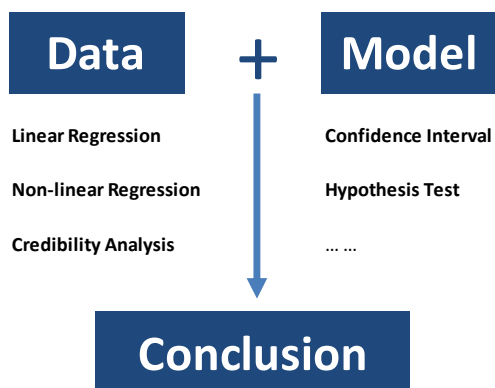 Data + Model
Linear Regression
Confidence Interval
Non-linear Regression
Hypothesis Test
Credibility Analysis
... ...
Conclusion